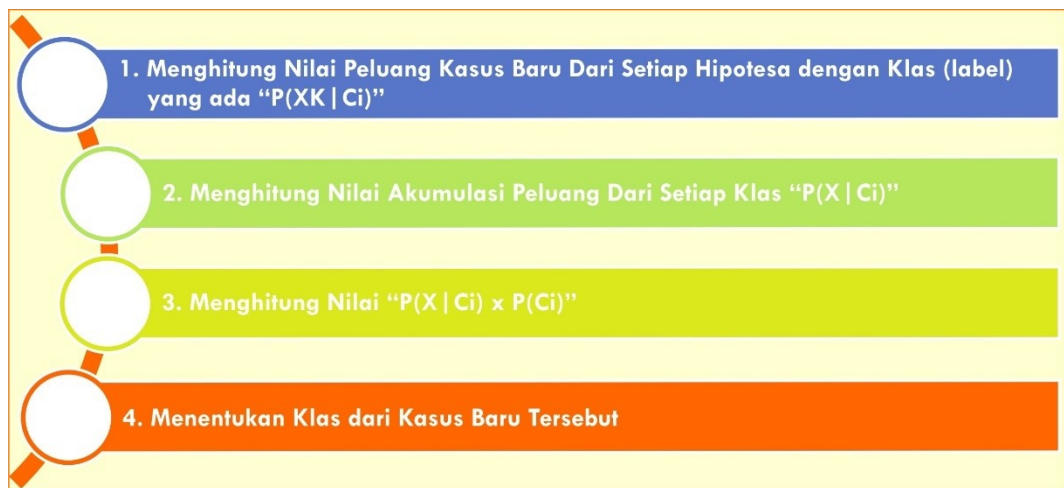 1. Menghitung Nilai Peluang Kasus Baru Dari Setiap Hipotesa dengan Klas (label)
yang ada “P(XK|Ci)”
2. Menghitung Nilai Akumulasi Peluang Dari Setiap Klas “P(X|Ci)”
3. Menghitung Nilai “P(X|Ci) x P(Ci)”
4. Menentukan Klas dari Kasus Baru Tersebut